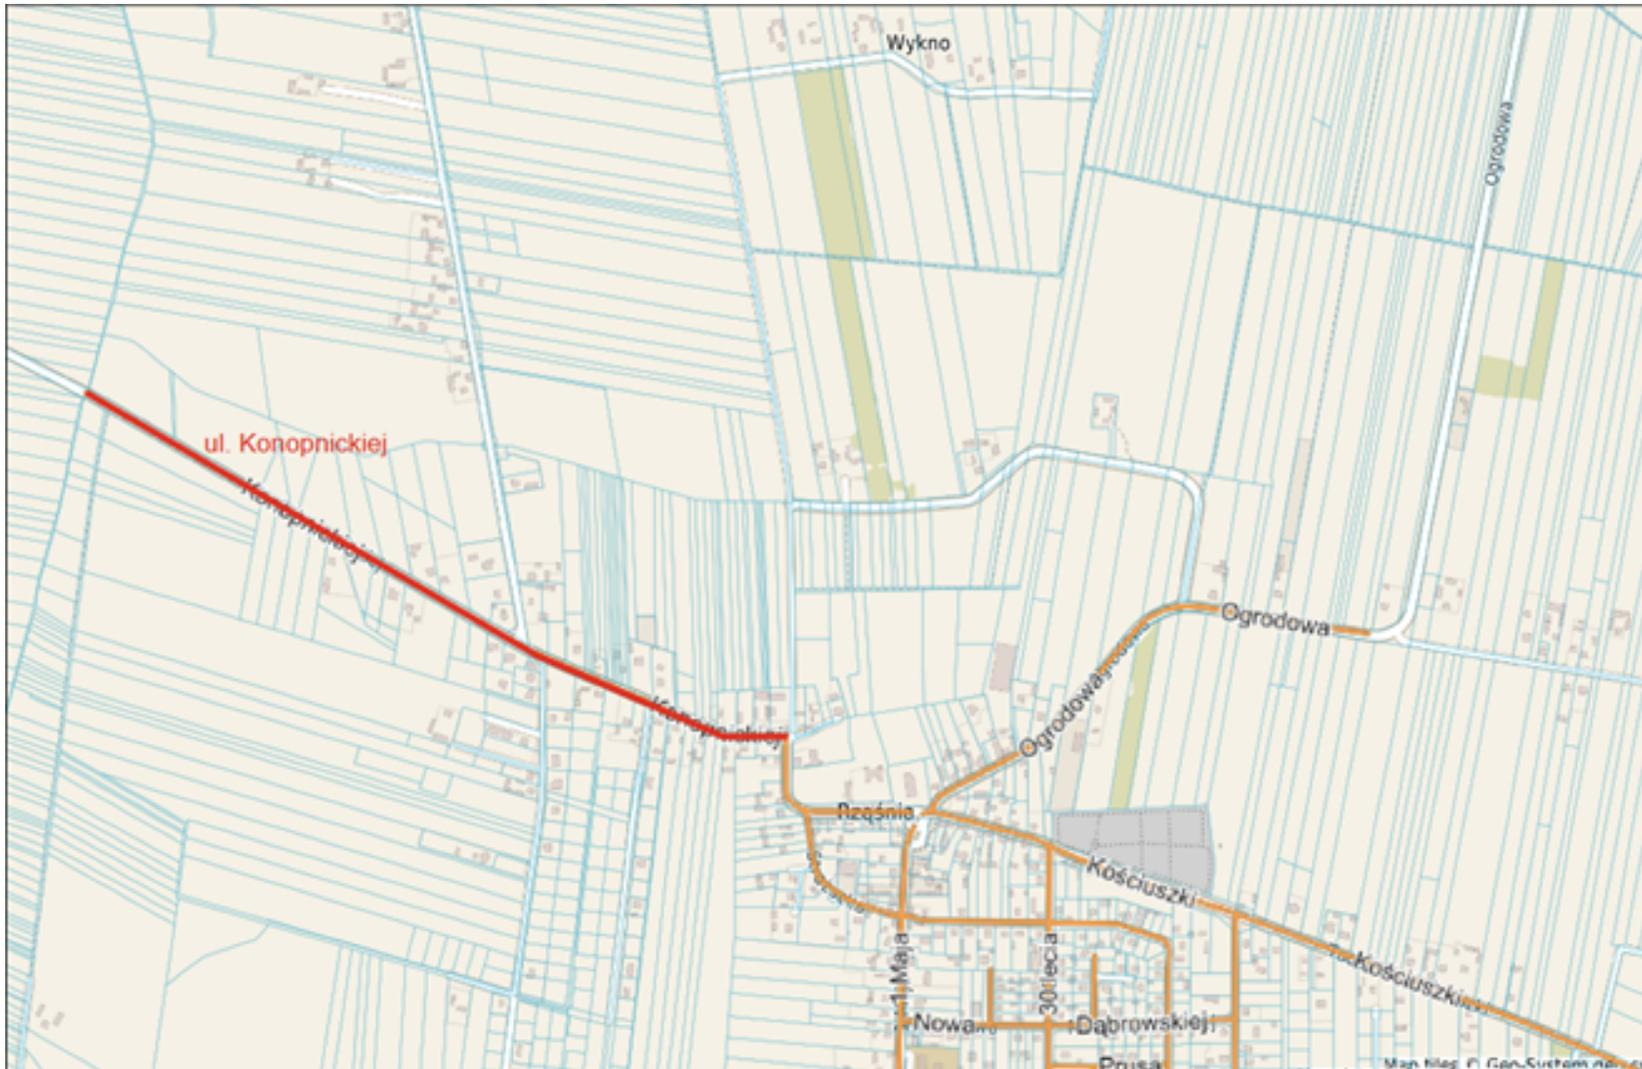 Wykno
Ogrodowa
ul. Konopnickiej
Konopnickiej
Ogrodowa
Konopnickiej
Ogrodowa
Rząśnia
Kościuszki
1 Maja
30-lecia
Kościuszki
Nowa
Dąbrowskiej
Prusa
Map tiles © Geo-System